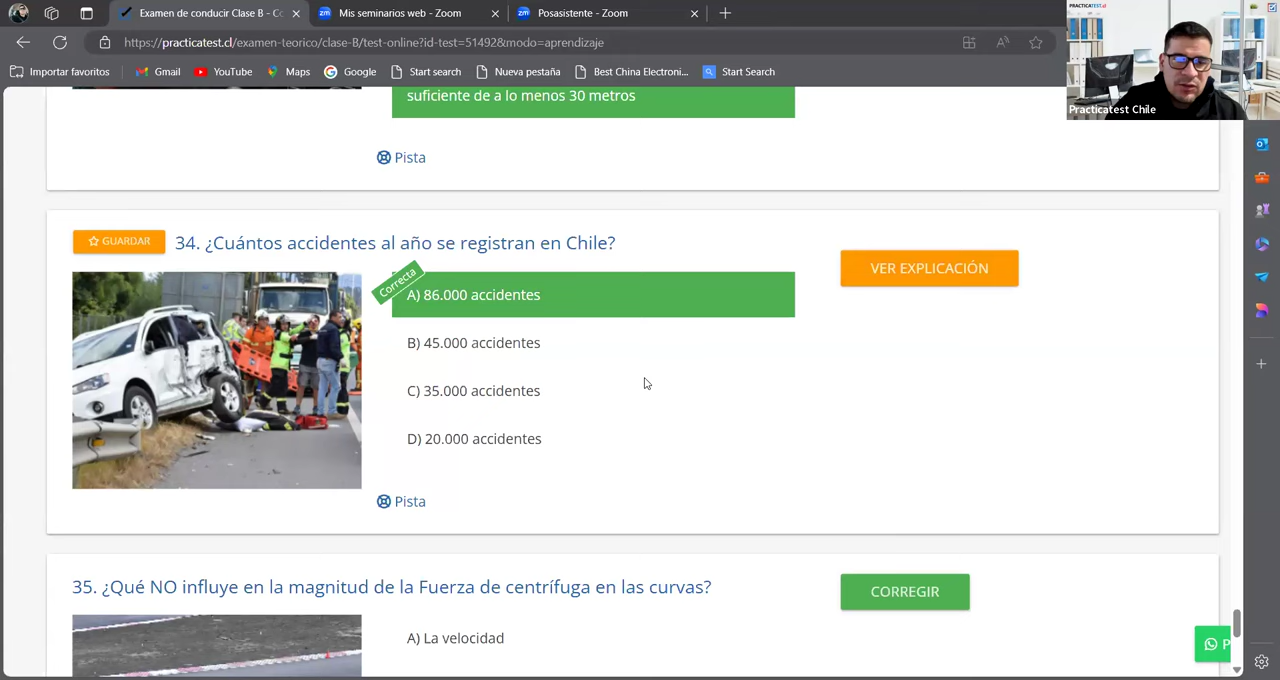 Examen de conducir Clase B - Cc
Mis seminarios web - Zoom
Posasistente - Zoom
https://practicatest.cl/examen-teorico/clase-B/test-online?id-test=51492&modo=aprendizaje
Importar favoritos
Gmail
YouTube
Maps
Google
Start search
Nueva pestaña
Best China Electroni...
Start Search
PRACTICATEST.cl
Practicatest Chile
suficiente de a lo menos 30 metros
Pista
GUARDAR
34. ¿Cuántos accidentes al año se registran en Chile?
VER EXPLICACIÓN
Correcta
A) 86.000 accidentes
B) 45.000 accidentes
C) 35.000 accidentes
D) 20.000 accidentes
Pista
35. ¿Qué NO influye en la magnitud de la Fuerza de centrífuga en las curvas?
CORREGIR
A) La velocidad
P